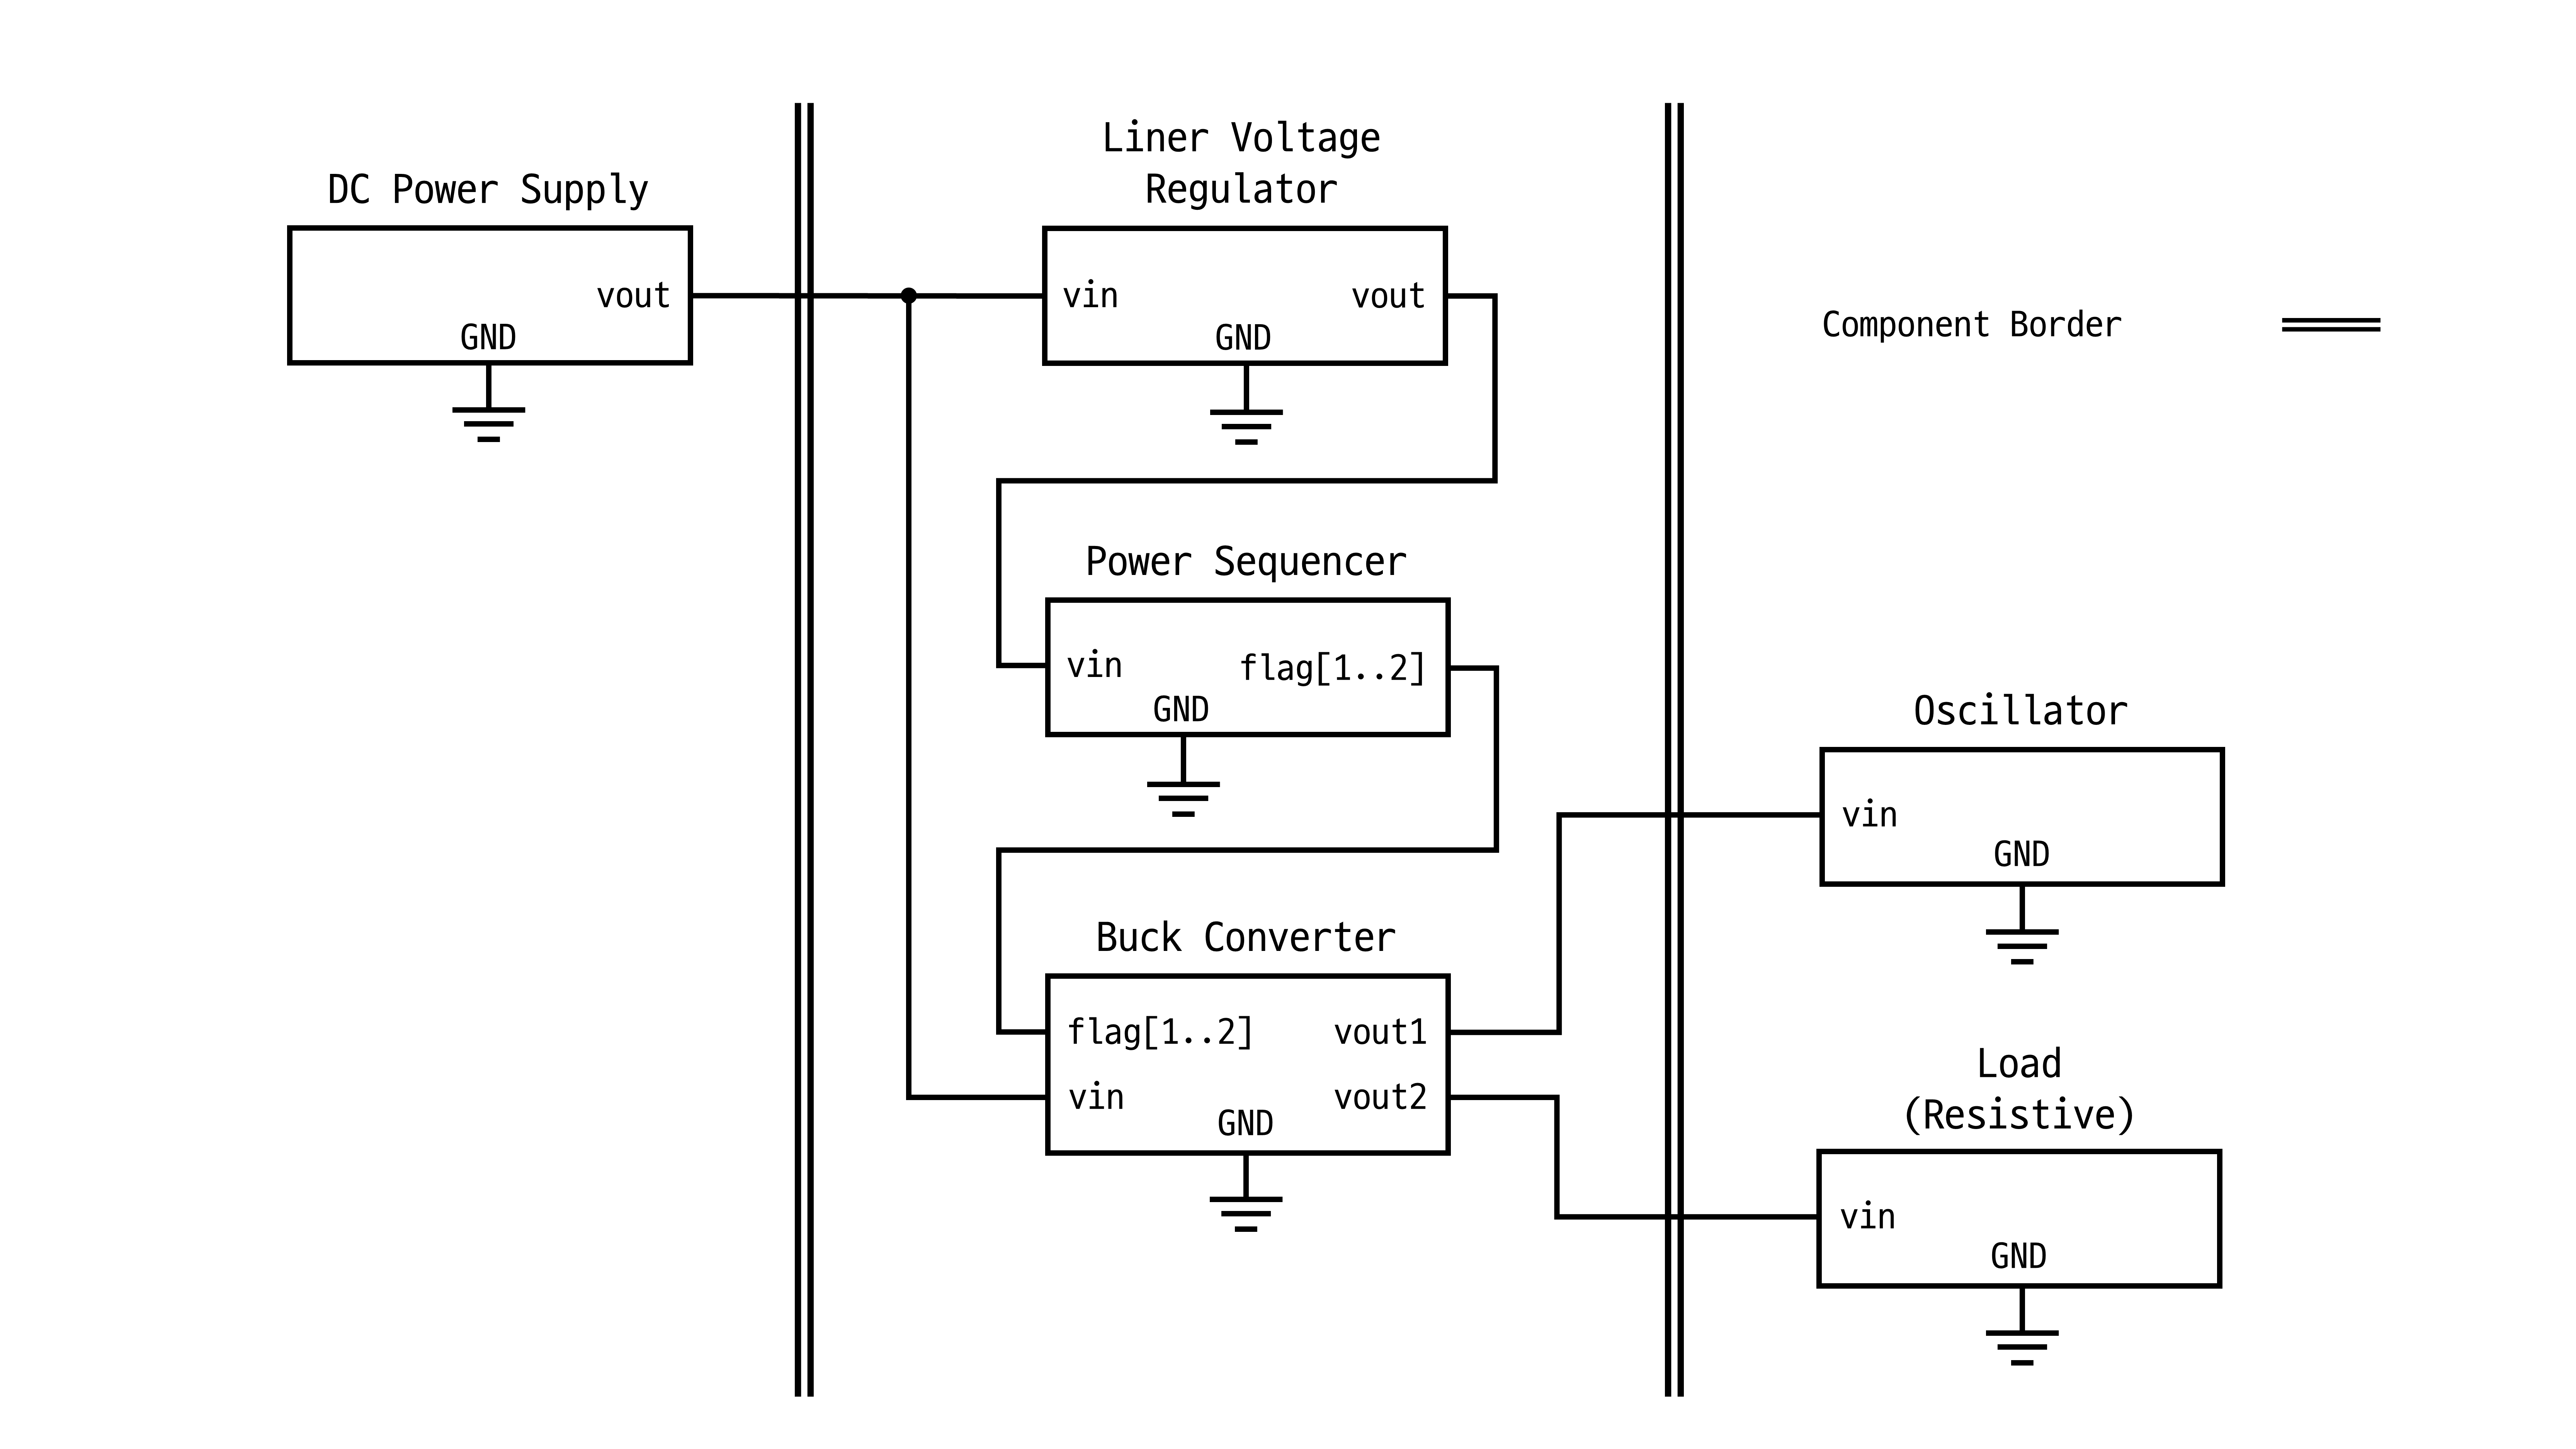 DC Power Supply
vout
GND
Liner Voltage
Regulator
vin
vout
GND
Component Border
Power Sequencer
vin
flag[1..2]
GND
Buck Converter
flag[1..2]
vout1
vin
vout2
GND
Oscillator
vin
GND
Load
(Resistive)
vin
GND